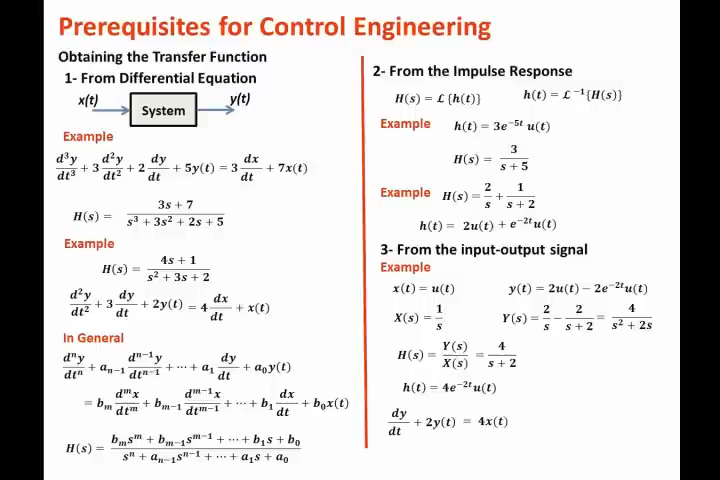 Prerequisites for Control Engineering
Obtaining the Transfer Function
1- From Differential Equation
x(t) System y(t)
Example
d³y/dt³ + 3 d²y/dt² + 2 dy/dt + 5y(t) = 3 dx/dt + 7x(t)
H(s) = (3s + 7)/(s³ + 3s² + 2s + 5)
Example
H(s) = (4s + 1)/(s² + 3s + 2)
d²y/dt² + 3 dy/dt + 2y(t) = 4 dx/dt + x(t)
In General
dⁿy/dtⁿ + aₙ₋₁ dⁿ⁻¹y/dtⁿ⁻¹ + ⋯ + a₁ dy/dt + a₀y(t)
= bₘ dᵐx/dtᵐ + bₘ₋₁ dᵐ⁻¹x/dtᵐ⁻¹ + ⋯ + b₁ dx/dt + b₀x(t)
H(s) = (bₘsᵐ + bₘ₋₁sᵐ⁻¹ + ⋯ + b₁s + b₀)/(sⁿ + aₙ₋₁sⁿ⁻¹ + ⋯ + a₁s + a₀)
2- From the Impulse Response
H(s) = ℒ {h(t)} h(t) = ℒ⁻¹{H(s)}
Example h(t) = 3e⁻⁵ᵗ u(t)
H(s) = 3/(s + 5)
Example H(s) = 2/s + 1/(s + 2)
h(t) = 2u(t) + e⁻²ᵗu(t)
3- From the input-output signal
Example
x(t) = u(t) y(t) = 2u(t) − 2e⁻²ᵗu(t)
X(s) = 1/s Y(s) = 2/s − 2/(s + 2) = 4/(s² + 2s)
H(s) = Y(s)/X(s) = 4/(s + 2)
h(t) = 4e⁻²ᵗu(t)
dy/dt + 2y(t) = 4x(t)